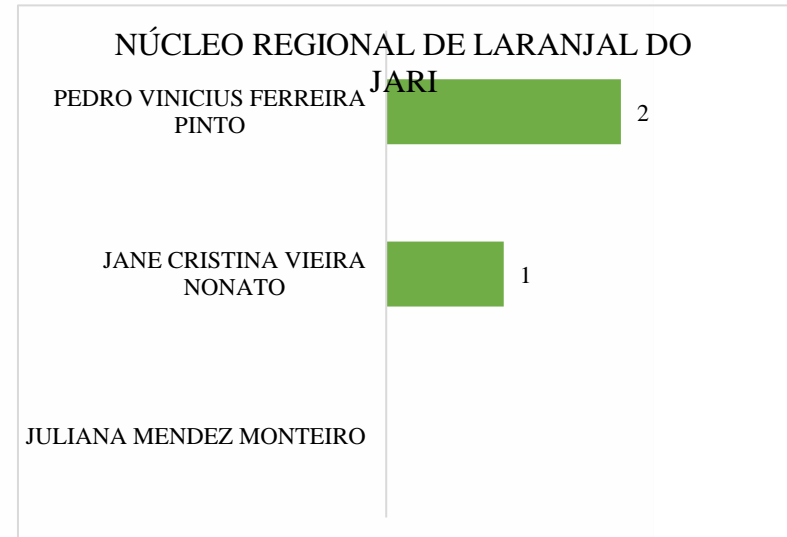 NÚCLEO REGIONAL DE LARANJAL DO
JARI
PEDRO VINICIUS FERREIRA
PINTO
2
JANE CRISTINA VIEIRA
NONATO
1
JULIANA MENDEZ MONTEIRO